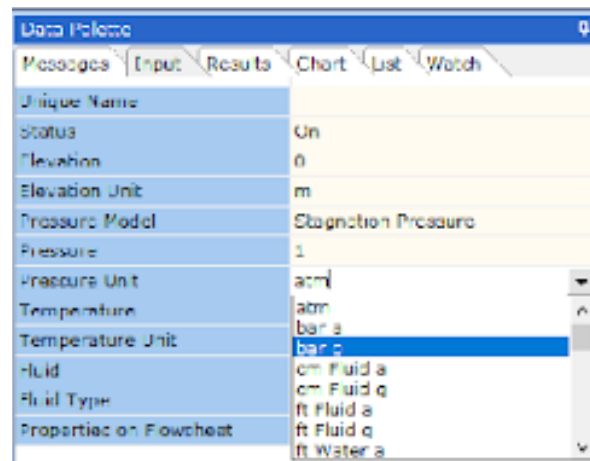 Data Palette
Messages Input Results Chart List Watch
Unique Name
Status On
Elevation 0
Elevation Unit m
Pressure Model Stagnation Pressure
Pressure 1
Pressure Unit atm
Temperature atm
bar a
Temperature Unit bar g
Fluid cm Fluid a
cm Fluid g
Fluid Type ft Fluid a
Properties on Flowsheet ft Fluid g
ft Water a